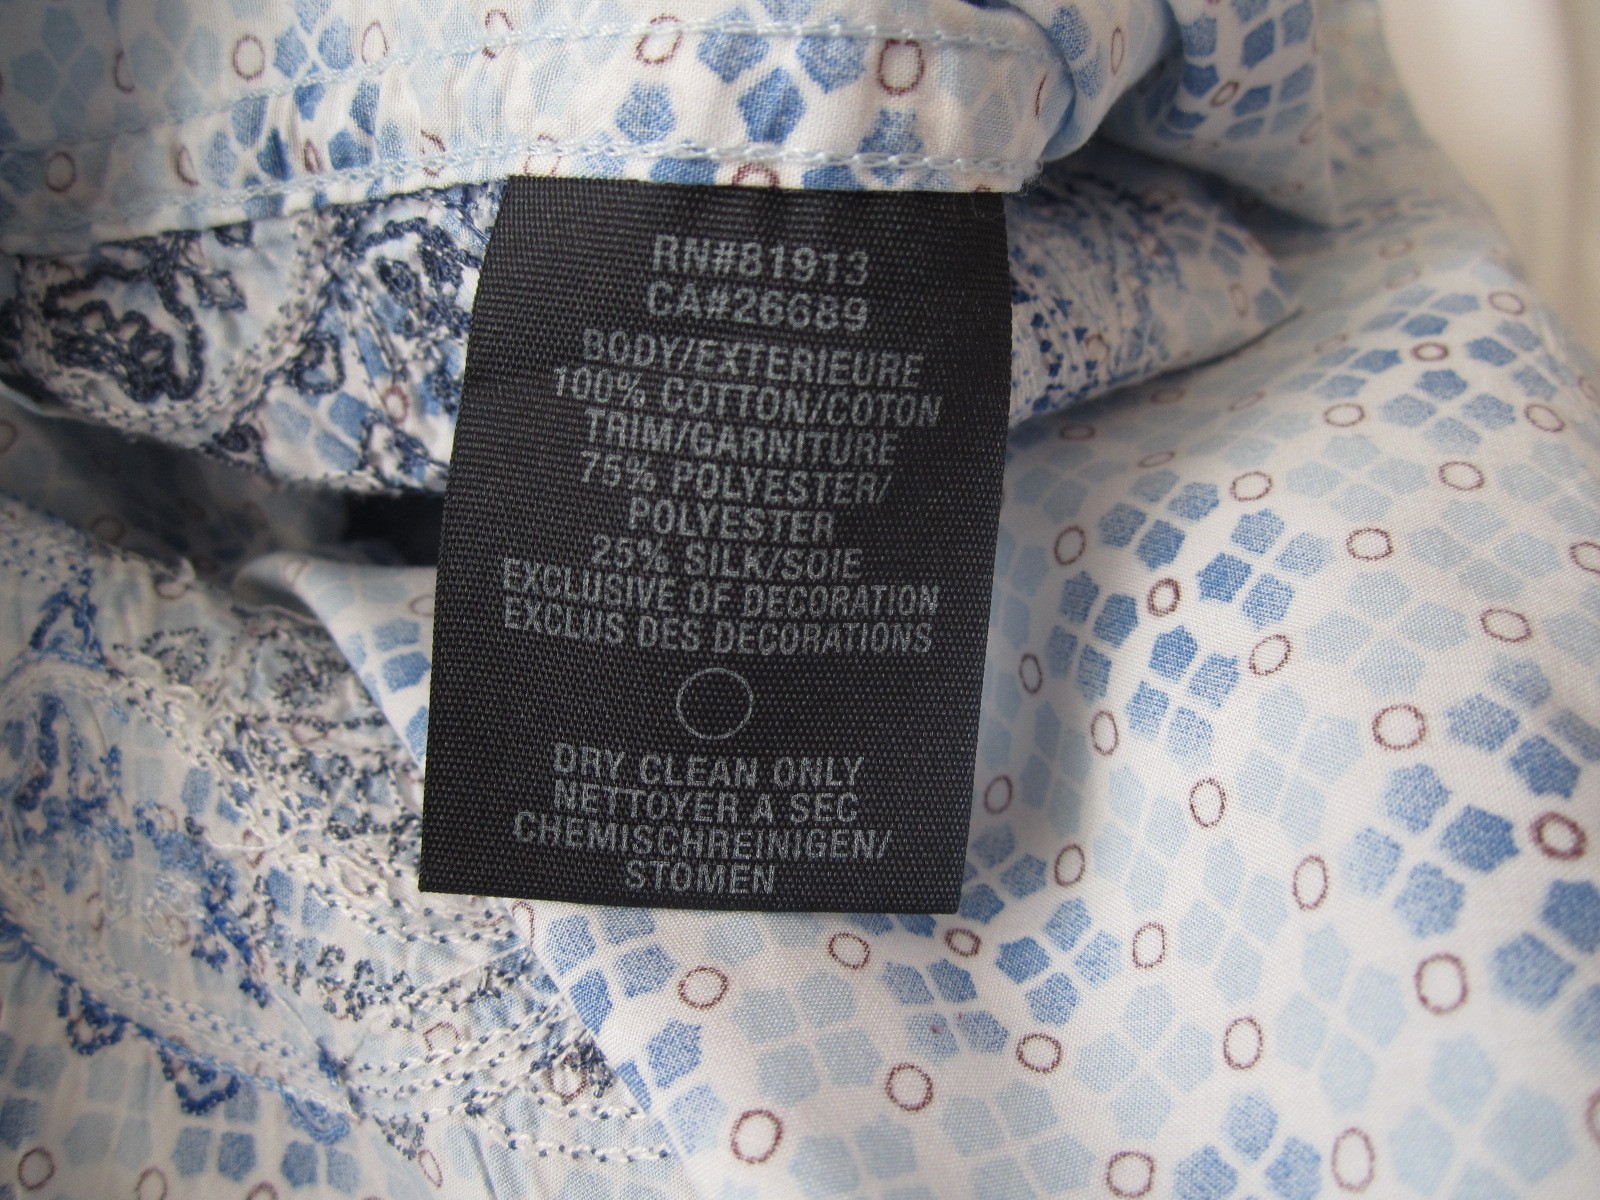 RN#81913
CA#26689
BODY/EXTERIEURE
100% COTTON/COTON
TRIM/GARNITURE
75% POLYESTER/
POLYESTER
25% SILK/SOIE
EXCLUSIVE OF DECORATION
EXCLUS DES DECORATIONS
DRY CLEAN ONLY
NETTOYER A SEC
CHEMISCHREINIGEN/
STOMEN